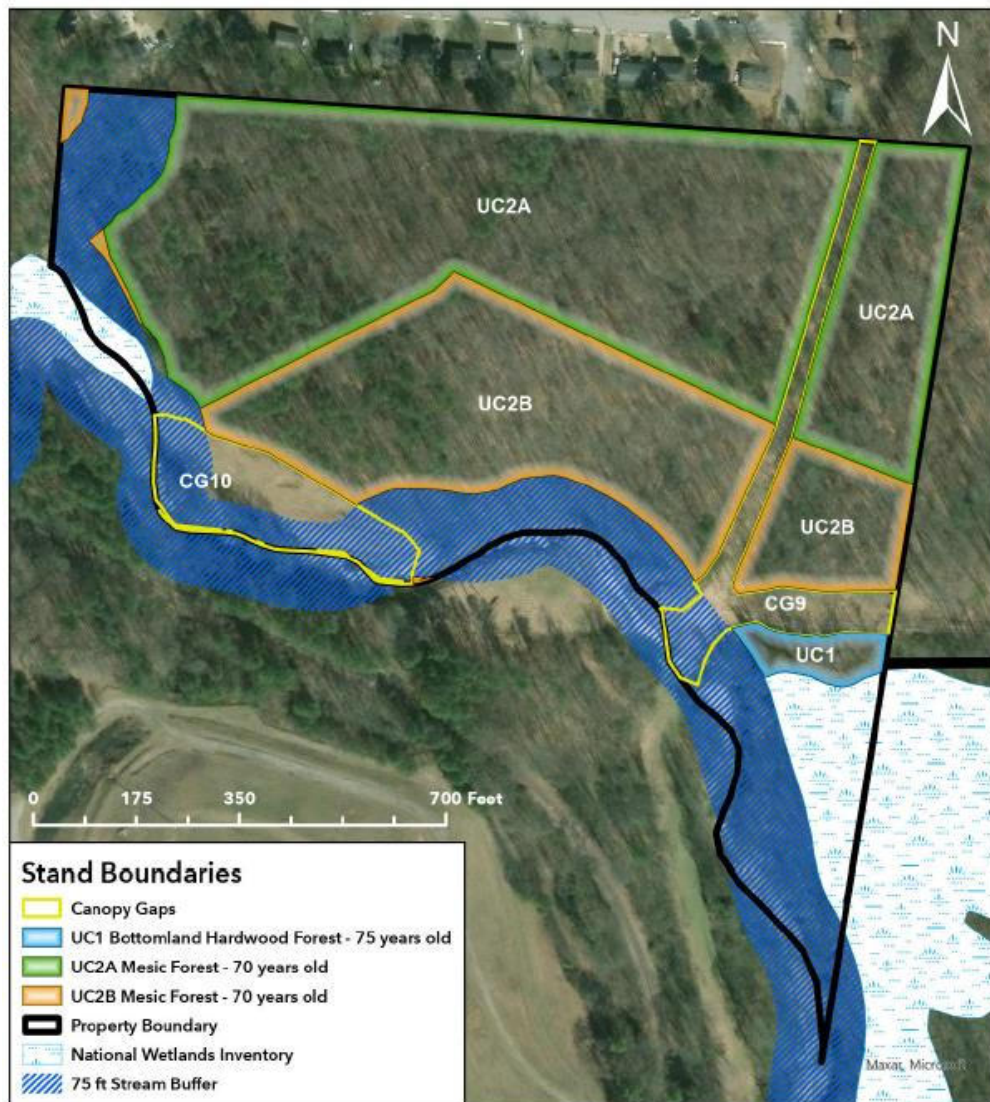 N
UC2A
UC2A
UC2B
CG10
UC2B
CG9
UC1
0 175 350 700 Feet
Stand Boundaries
Canopy Gaps
UC1 Bottomland Hardwood Forest - 75 years old
UC2A Mesic Forest - 70 years old
UC2B Mesic Forest - 70 years old
Property Boundary
National Wetlands Inventory
75 ft Stream Buffer
Maxar, Microsoft